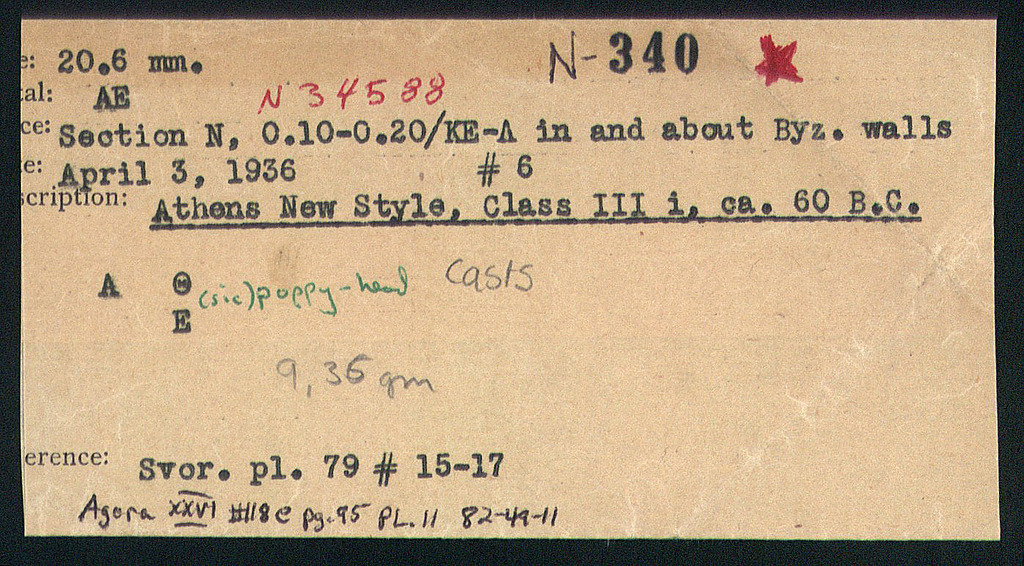 e: 20.6 mm. N-340
tal: AE N 34588
ce: Section N, 0.10-0.20/KE-Λ in and about Byz. walls
e: April 3, 1936 # 6
scription: Athens New Style, Class III i, ca. 60 B.C.
A Θ (sic) poppy-head casts
E
9,36 gm
erence: Svor. pl. 79 # 15-17
Agora XXVI #118e pg. 95 PL. 11 82-49-11